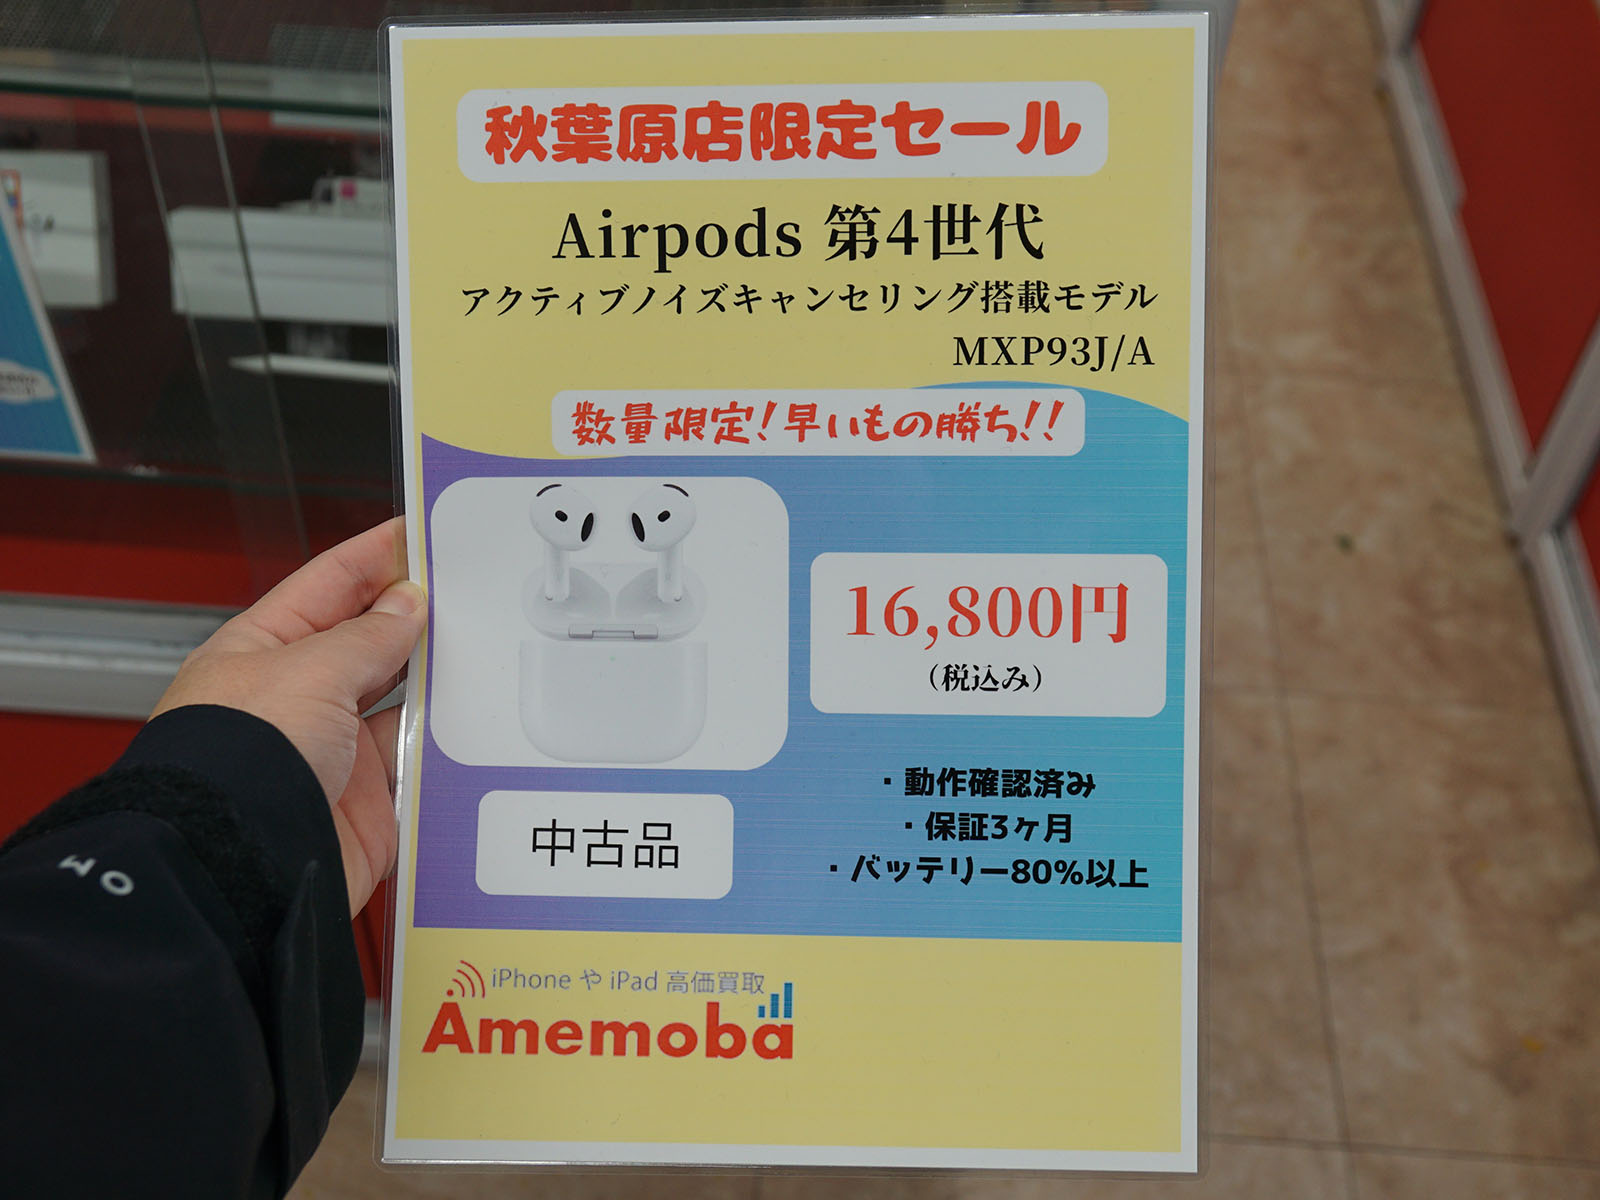 秋葉原店限定セール
Airpods 第4世代
アクティブノイズキャンセリング搭載モデル
MXP93J/A
数量限定！早いもの勝ち！！
16,800円
（税込み）
中古品
・動作確認済み
・保証3ヶ月
・バッテリー80%以上
iPhone や iPad 高価買取
Amemoba